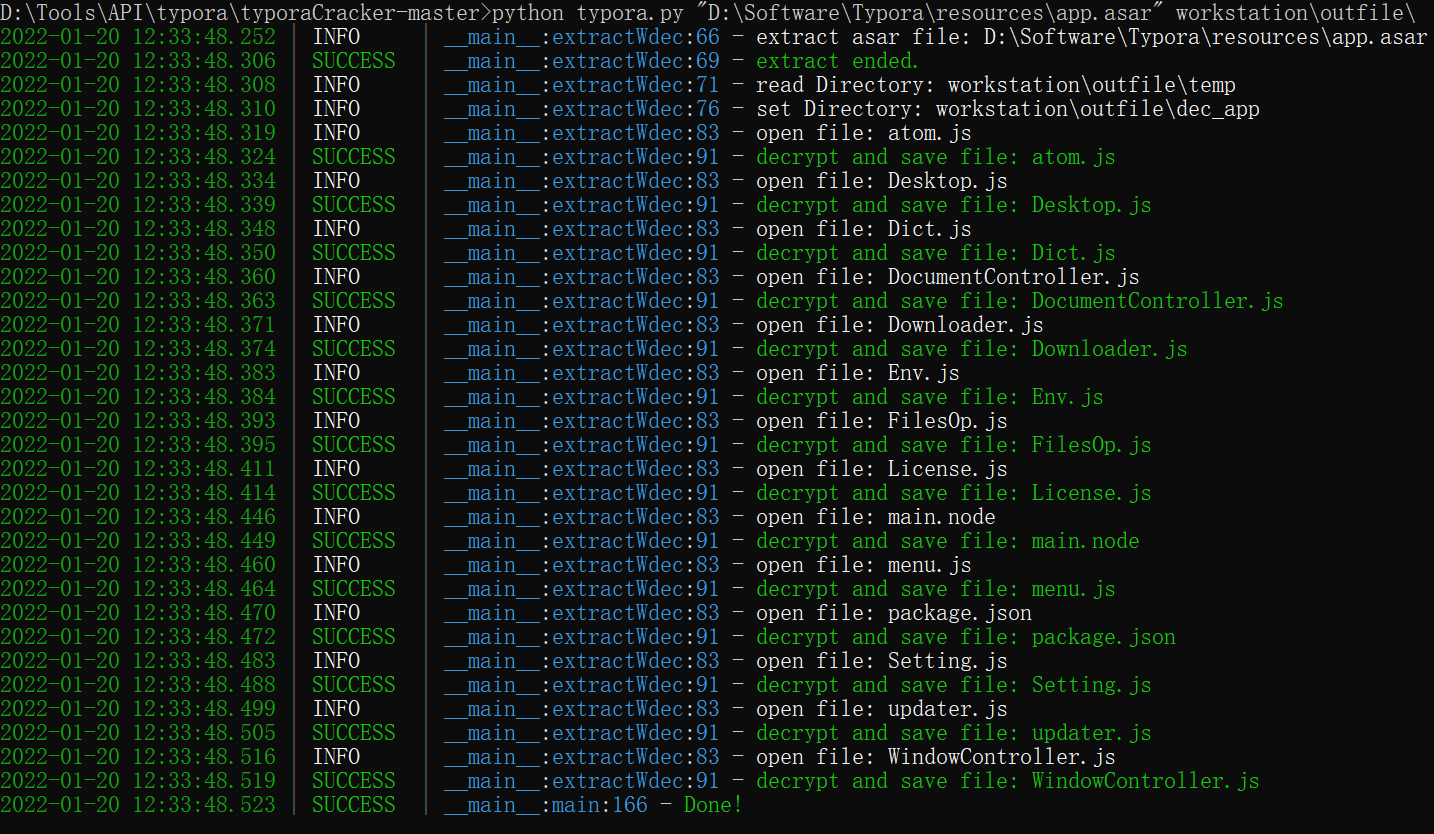 D:\Tools\API\typora\typoraCracker-master>python typora.py "D:\Software\Typora\resources\app.asar" workstation\outfile\
2022-01-20 12:33:48.252 | INFO     | __main__:extractWdec:66 - extract asar file: D:\Software\Typora\resources\app.asar
2022-01-20 12:33:48.306 | SUCCESS  | __main__:extractWdec:69 - extract ended.
2022-01-20 12:33:48.308 | INFO     | __main__:extractWdec:71 - read Directory: workstation\outfile\temp
2022-01-20 12:33:48.310 | INFO     | __main__:extractWdec:76 - set Directory: workstation\outfile\dec_app
2022-01-20 12:33:48.319 | INFO     | __main__:extractWdec:83 - open file: atom.js
2022-01-20 12:33:48.324 | SUCCESS  | __main__:extractWdec:91 - decrypt and save file: atom.js
2022-01-20 12:33:48.334 | INFO     | __main__:extractWdec:83 - open file: Desktop.js
2022-01-20 12:33:48.339 | SUCCESS  | __main__:extractWdec:91 - decrypt and save file: Desktop.js
2022-01-20 12:33:48.348 | INFO     | __main__:extractWdec:83 - open file: Dict.js
2022-01-20 12:33:48.350 | SUCCESS  | __main__:extractWdec:91 - decrypt and save file: Dict.js
2022-01-20 12:33:48.360 | INFO     | __main__:extractWdec:83 - open file: DocumentController.js
2022-01-20 12:33:48.363 | SUCCESS  | __main__:extractWdec:91 - decrypt and save file: DocumentController.js
2022-01-20 12:33:48.371 | INFO     | __main__:extractWdec:83 - open file: Downloader.js
2022-01-20 12:33:48.374 | SUCCESS  | __main__:extractWdec:91 - decrypt and save file: Downloader.js
2022-01-20 12:33:48.383 | INFO     | __main__:extractWdec:83 - open file: Env.js
2022-01-20 12:33:48.384 | SUCCESS  | __main__:extractWdec:91 - decrypt and save file: Env.js
2022-01-20 12:33:48.393 | INFO     | __main__:extractWdec:83 - open file: FilesOp.js
2022-01-20 12:33:48.395 | SUCCESS  | __main__:extractWdec:91 - decrypt and save file: FilesOp.js
2022-01-20 12:33:48.411 | INFO     | __main__:extractWdec:83 - open file: License.js
2022-01-20 12:33:48.414 | SUCCESS  | __main__:extractWdec:91 - decrypt and save file: License.js
2022-01-20 12:33:48.446 | INFO     | __main__:extractWdec:83 - open file: main.node
2022-01-20 12:33:48.449 | SUCCESS  | __main__:extractWdec:91 - decrypt and save file: main.node
2022-01-20 12:33:48.460 | INFO     | __main__:extractWdec:83 - open file: menu.js
2022-01-20 12:33:48.464 | SUCCESS  | __main__:extractWdec:91 - decrypt and save file: menu.js
2022-01-20 12:33:48.470 | INFO     | __main__:extractWdec:83 - open file: package.json
2022-01-20 12:33:48.472 | SUCCESS  | __main__:extractWdec:91 - decrypt and save file: package.json
2022-01-20 12:33:48.483 | INFO     | __main__:extractWdec:83 - open file: Setting.js
2022-01-20 12:33:48.488 | SUCCESS  | __main__:extractWdec:91 - decrypt and save file: Setting.js
2022-01-20 12:33:48.499 | INFO     | __main__:extractWdec:83 - open file: updater.js
2022-01-20 12:33:48.505 | SUCCESS  | __main__:extractWdec:91 - decrypt and save file: updater.js
2022-01-20 12:33:48.516 | INFO     | __main__:extractWdec:83 - open file: WindowController.js
2022-01-20 12:33:48.519 | SUCCESS  | __main__:extractWdec:91 - decrypt and save file: WindowController.js
2022-01-20 12:33:48.523 | SUCCESS  | __main__:main:166 - Done!